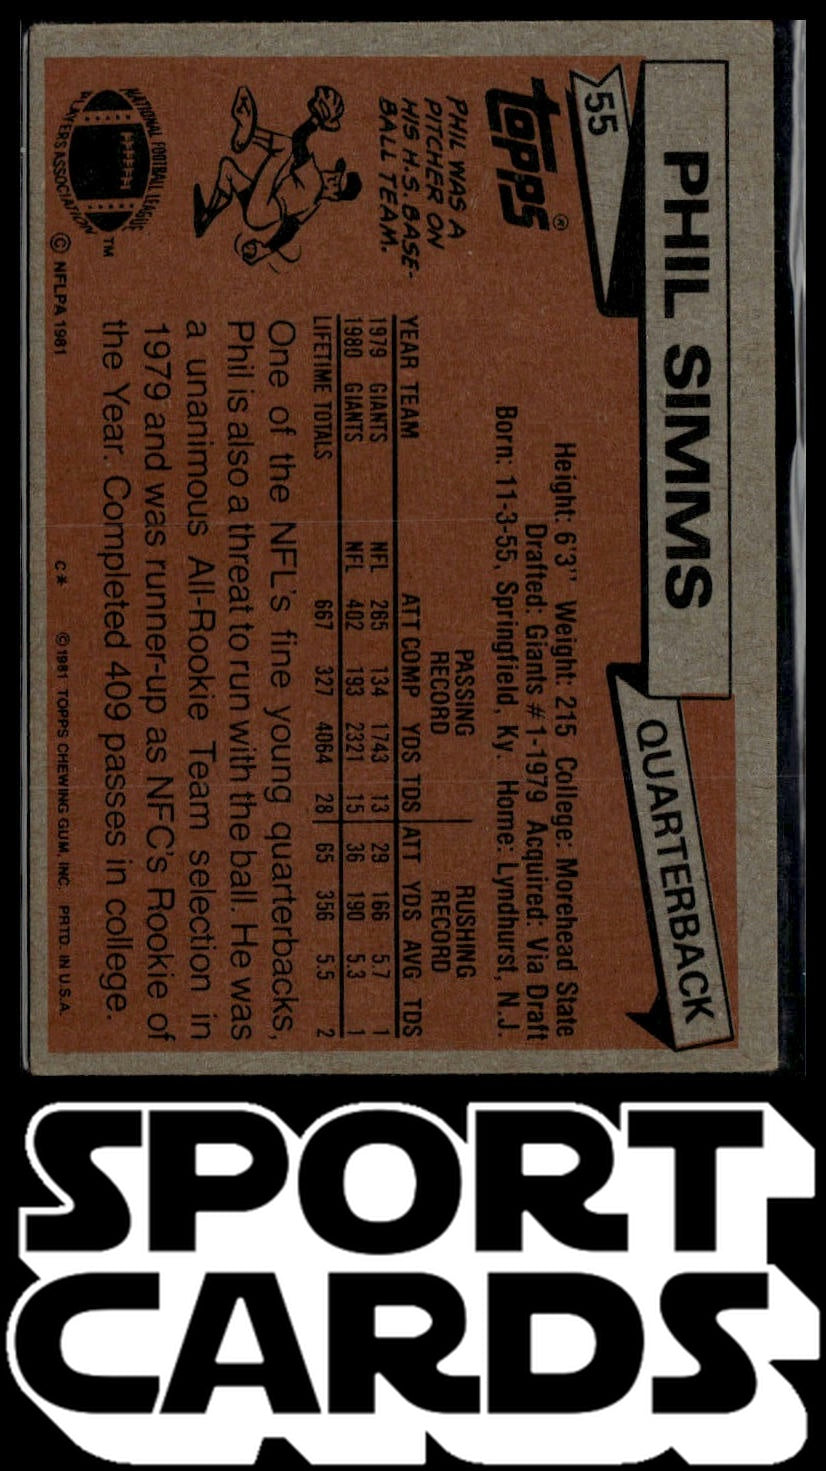 55
PHIL SIMMS
QUARTERBACK
topps®
Height: 6'3" Weight: 215 College: Morehead State
Drafted: Giants #1-1979 Acquired: Via Draft
Born: 11-3-55, Springfield, Ky. Home: Lyndhurst, N.J.
PHIL WAS A
PITCHER ON
HIS H.S. BASE-
BALL TEAM.
PASSING RECORD RUSHING RECORD
YEAR TEAM ATT COMP YDS TDS ATT YDS AVG TDS
1979 GIANTS NFL 265 134 1743 13 29 166 5.7 1
1980 GIANTS NFL 402 193 2321 15 36 190 5.3 1
LIFETIME TOTALS 667 327 4064 28 65 356 5.5 2
One of the NFL's fine young quarterbacks,
Phil is also a threat to run with the ball. He was
a unanimous All-Rookie Team selection in
1979 and was runner-up as NFC's Rookie of
the Year. Completed 409 passes in college.
NATIONAL FOOTBALL LEAGUE
PLAYERS ASSOCIATION
TM
© NFLPA 1981
C* ©1981 TOPPS CHEWING GUM, INC. PRTD. IN U.S.A.
SPORT
CARDS